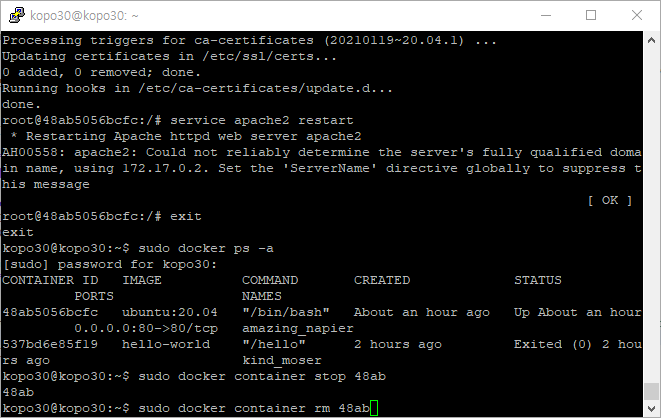 kopo30@kopo30: ~
Processing triggers for ca-certificates (20210119~20.04.1) ...
Updating certificates in /etc/ssl/certs...
0 added, 0 removed; done.
Running hooks in /etc/ca-certificates/update.d...
done.
root@48ab5056bcfc:/# service apache2 restart
 * Restarting Apache httpd web server apache2
AH00558: apache2: Could not reliably determine the server's fully qualified doma
in name, using 172.17.0.2. Set the 'ServerName' directive globally to suppress t
his message
[ OK ]
root@48ab5056bcfc:/# exit
exit
kopo30@kopo30:~$ sudo docker ps -a
[sudo] password for kopo30:
CONTAINER ID   IMAGE          COMMAND       CREATED             STATUS
         PORTS                NAMES
48ab5056bcfc   ubuntu:20.04   "/bin/bash"   About an hour ago   Up About an hour
         0.0.0.0:80->80/tcp   amazing_napier
537bd6e85f19   hello-world    "/hello"      2 hours ago         Exited (0) 2 hou
rs ago                        kind_moser
kopo30@kopo30:~$ sudo docker container stop 48ab
48ab
kopo30@kopo30:~$ sudo docker container rm 48ab